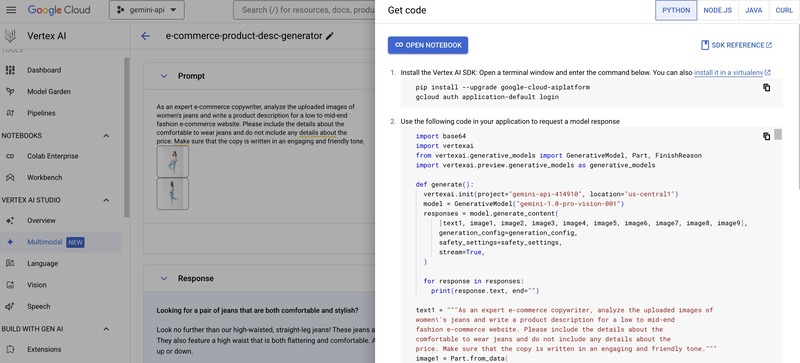 Google Cloud
gemini-api
Search (/) for resources, docs, produ
Vertex AI
TOOLS
Dashboard
Model Garden
Pipelines
NOTEBOOKS
Colab Enterprise
Workbench
VERTEX AI STUDIO
Overview
Multimodal NEW
Language
Vision
Speech
BUILD WITH GEN AI
Extensions
e-commerce-product-desc-generator
Prompt
As an expert e-commerce copywriter, analyze the uploaded images of
women's jeans and write a product description for a low to mid-end
fashion e-commerce website. Please include the details about the
comfortable to wear jeans and do not include any details about the
price. Make sure that the copy is written in an engaging and friendly tone.
Response
Looking for a pair of jeans that are both comfortable and stylish?
Look no further than our high-waisted, straight-leg jeans! These jeans a
They also feature a high waist that is both flattering and comfortable. A
up or down.
Get code
PYTHON
NODE.JS
JAVA
CURL
OPEN NOTEBOOK
SDK REFERENCE
1. Install the Vertex AI SDK: Open a terminal window and enter the command below. You can also install it in a virtualenv
pip install --upgrade google-cloud-aiplatform
gcloud auth application-default login
2. Use the following code in your application to request a model response
import base64
import vertexai
from vertexai.generative_models import GenerativeModel, Part, FinishReason
import vertexai.preview.generative_models as generative_models
def generate():
vertexai.init(project="gemini-api-414910", location="us-central1")
model = GenerativeModel("gemini-1.0-pro-vision-001")
responses = model.generate_content(
[text1, image1, image2, image3, image4, image5, image6, image7, image8, image9],
generation_config=generation_config,
safety_settings=safety_settings,
stream=True,
)
for response in responses:
print(response.text, end="")
text1 = """As an expert e-commerce copywriter, analyze the uploaded images of
women\'s jeans and write a product description for a low to mid-end
fashion e-commerce website. Please include the details about the
comfortable to wear jeans and do not include any details about the
price. Make sure that the copy is written in an engaging and friendly tone."""
image1 = Part.from_data(